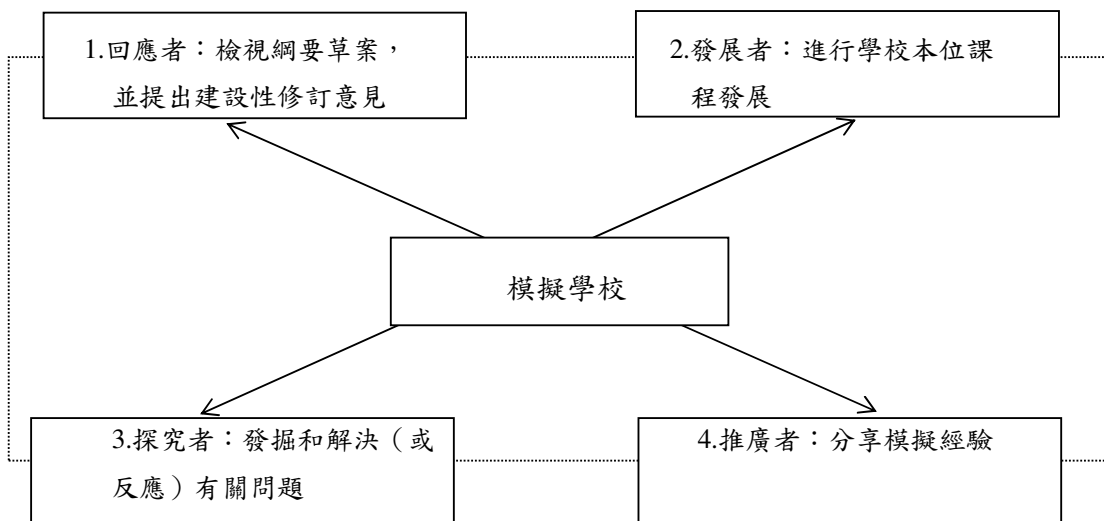 1.回應者：檢視綱要草案，
並提出建設性修訂意見
2.發展者：進行學校本位課
程發展
模擬學校
3.探究者：發掘和解決（或
反應）有關問題
4.推廣者：分享模擬經驗